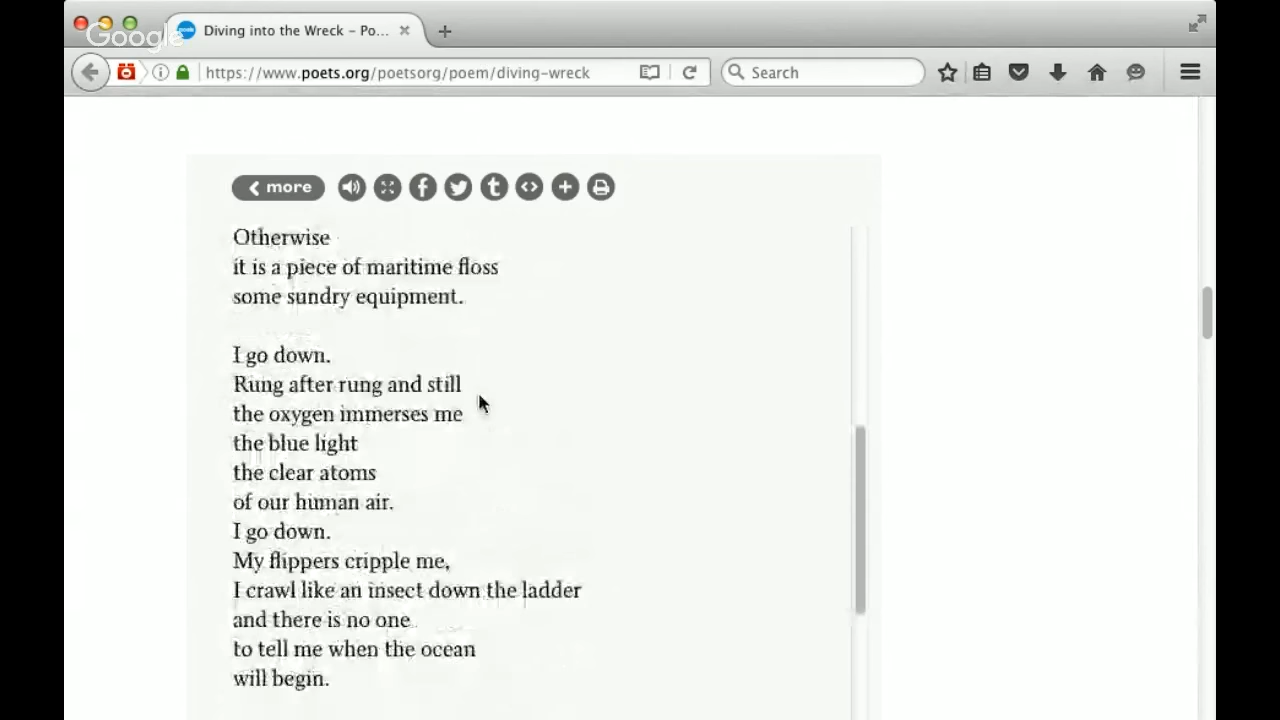 Google
Diving into the Wreck – Po...
https://www.poets.org/poetsorg/poem/diving-wreck
Search
more
Otherwise
it is a piece of maritime floss
some sundry equipment.
I go down.
Rung after rung and still
the oxygen immerses me
the blue light
the clear atoms
of our human air.
I go down.
My flippers cripple me,
I crawl like an insect down the ladder
and there is no one
to tell me when the ocean
will begin.